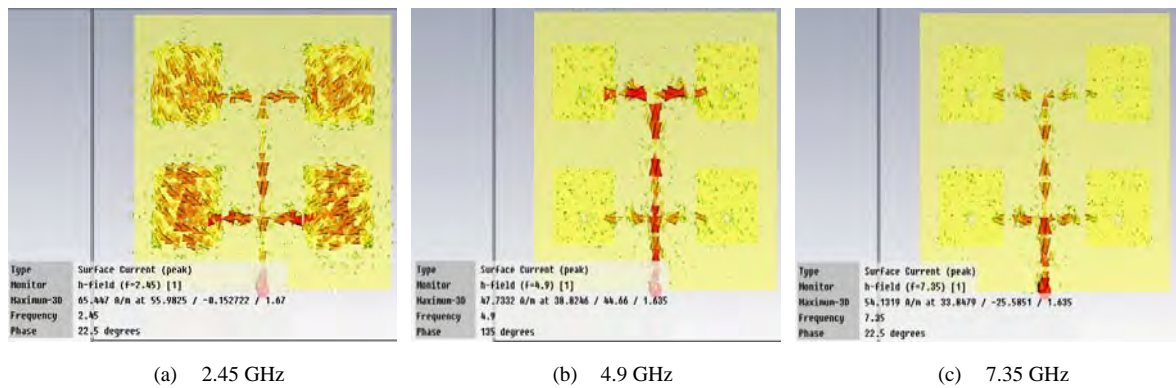 Type Surface Current (peak)
Monitor h-field (f=2.45) [1]
Maximum-3D 65.447 A/m at 55.9825 / -0.152722 / 1.67
Frequency 2.45
Phase 22.5 degrees
Type Surface Current (peak)
Monitor h-field (f=4.9) [1]
Maximum-3D 47.7332 A/m at 38.8246 / 44.66 / 1.635
Frequency 4.9
Phase 135 degrees
Type Surface Current (peak)
Monitor h-field (f=7.35) [1]
Maximum-3D 54.1319 A/m at 33.8479 / -25.5851 / 1.635
Frequency 7.35
Phase 22.5 degrees
(a) 2.45 GHz
(b) 4.9 GHz
(c) 7.35 GHz